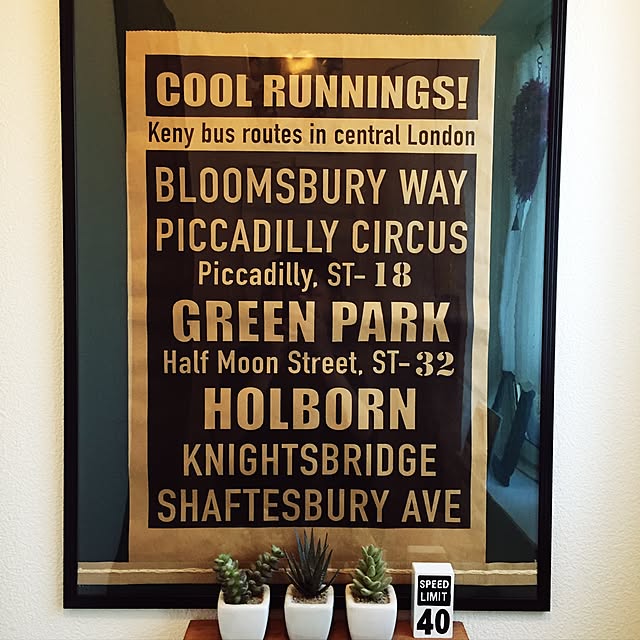 COOL RUNNINGS!
Keny bus routes in central London
BLOOMSBURY WAY
PICCADILLY CIRCUS
Piccadilly, ST-18
GREEN PARK
Half Moon Street, ST-32
HOLBORN
KNIGHTSBRIDGE
SHAFTESBURY AVE
SPEED
LIMIT
40